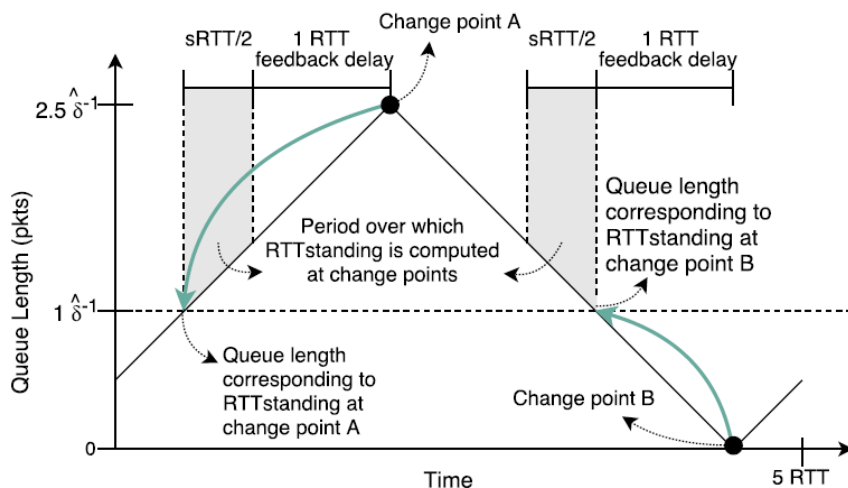 Change point A
sRTT/2
1 RTT
feedback delay
sRTT/2
1 RTT
feedback delay
2.5 δ̂⁻¹
Queue length
corresponding to
RTTstanding at
change point B
Period over which
RTTstanding is computed
at change points
Queue Length (pkts)
1 δ̂⁻¹
Queue length
corresponding to
RTTstanding at
change point A
Change point B
0
Time
5 RTT